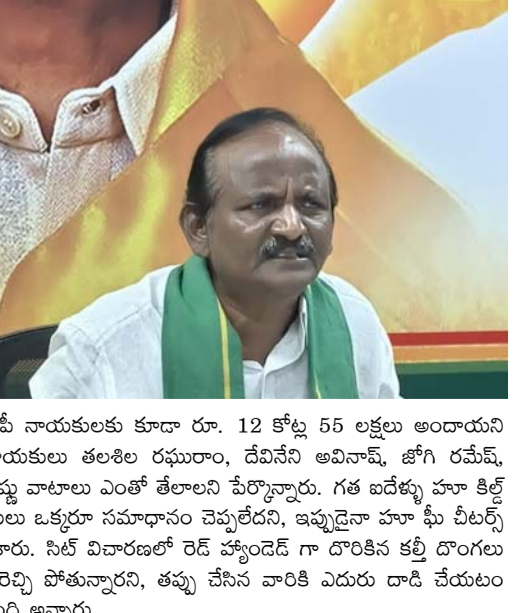 నాయకులకు కూడా రూ. 12 కోట్ల 55 లక్షలు అందాయని
తలశిల రఘురాం, దేవినేని అవినాష్, జోగి రమేష్,
వాటాలు ఎంతో తేలాలని పేర్కొన్నారు. గత ఐదేళ్ళు హూ కిల్డ్
ఒక్కరూ సమాధానం చెప్పలేదని, ఇప్పుడైనా హూ ఘీ చీటర్స్
సిట్ విచారణలో రెడ్ హ్యాండెడ్ గా దొరికిన కల్తీ దొంగలు
పోతున్నారని, తప్పు చేసిన వారికి ఎదురు దాడి చేయటం
అన్నారు.